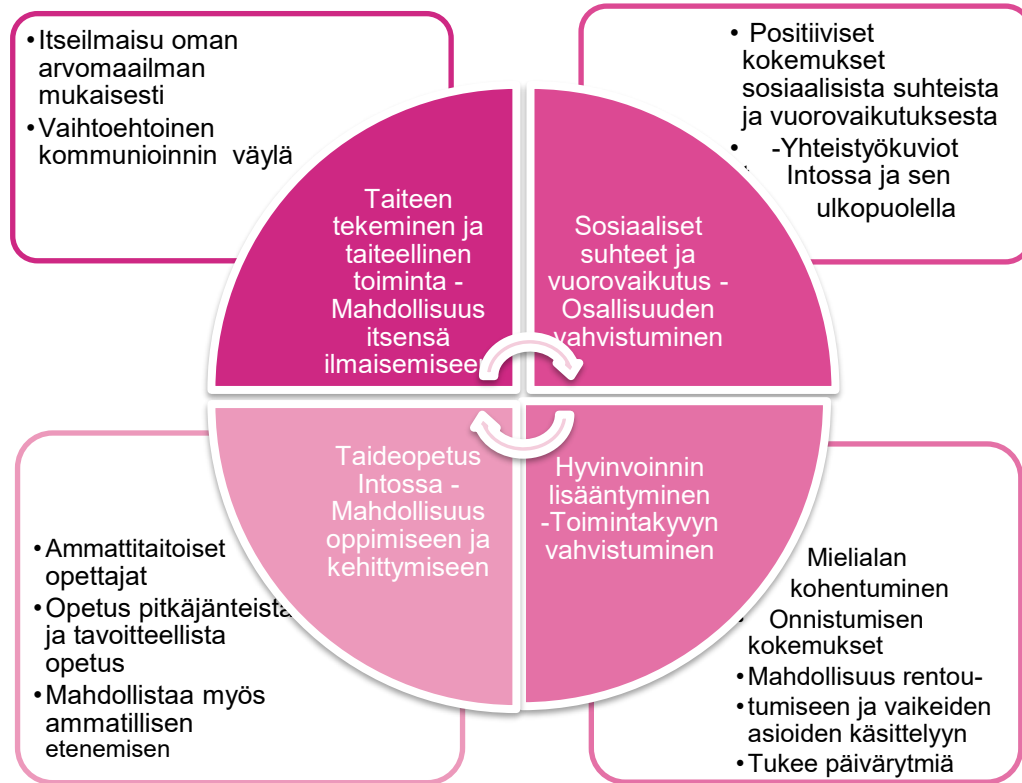 • Itseilmaisu oman
arvomaailman
mukaisesti
• Vaihtoehtoinen
kommunioinnin väylä
• Positiiviset
kokemukset
sosiaalisista suhteista
ja vuorovaikutuksesta
• -Yhteistyökuviot
Intossa ja sen
ulkopuolella
Taiteen
tekeminen ja
taiteellinen
toiminta -
Mahdollisuus
itsensä
ilmaisemiseen
Sosiaaliset
suhteet ja
vuorovaikutus -
Osallisuuden
vahvistuminen
Taideopetus
Intossa -
Mahdollisuus
oppimiseen ja
kehittymiseen
Hyvinvoinnin
lisääntyminen
-Toimintakyvyn
vahvistuminen
• Ammattitaitoiset
opettajat
• Opetus pitkäjänteistä
ja tavoitteellista
opetus
• Mahdollistaa myös
ammatillisen
etenemisen
Mielialan
kohentuminen
• Onnistumisen
kokemukset
• Mahdollisuus rentou-
• tumiseen ja vaikeiden
asioiden käsittelyyn
• Tukee päivärytmiä